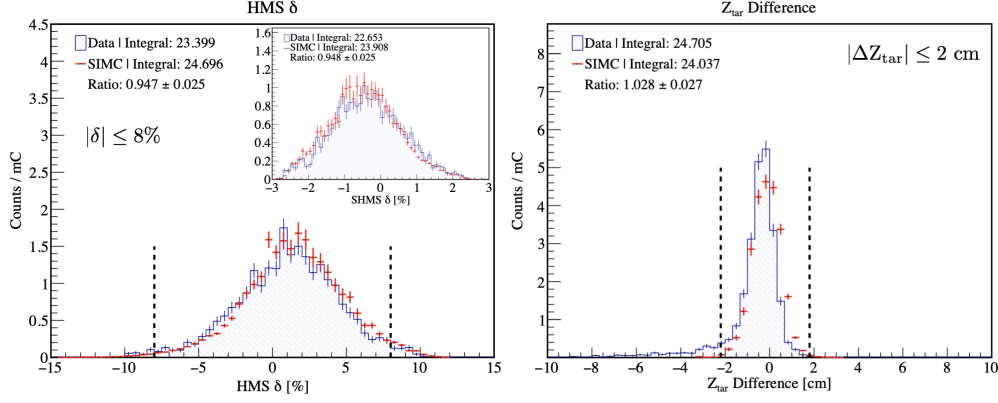 HMS δ
4.5
4
3.5
3
2.5
2
1.5
1
0.5
0
Counts / mC
Data | Integral: 23.399
SIMC | Integral: 24.696
Ratio: 0.947 ± 0.025
|δ| ≤ 8%
1.6
1.4
1.2
1.0
0.8
0.6
0.4
0.2
0
Counts / mC
Data | Integral: 22.653
SIMC | Integral: 23.908
Ratio: 0.948 ± 0.025
−3 −2 −1 0 1 2 3
SHMS δ [%]
−15 −10 −5 0 5 10 15
HMS δ [%]
Z_tar Difference
8
7
6
5
4
3
2
1
0
Counts / mC
Data | Integral: 24.705
SIMC | Integral: 24.037
Ratio: 1.028 ± 0.027
|ΔZ_tar| ≤ 2 cm
−10 −8 −6 −4 −2 0 2 4 6 8 10
Z_tar Difference [cm]